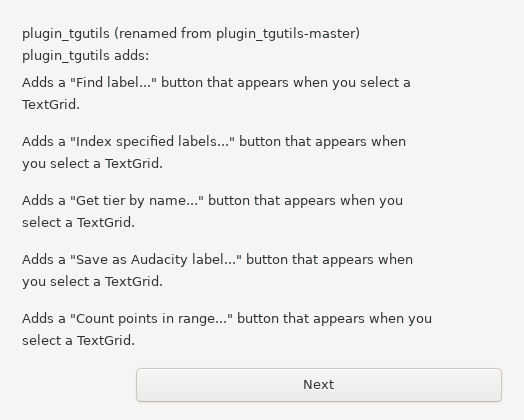 plugin_tgutils (renamed from plugin_tgutils-master)
plugin_tgutils adds:
Adds a "Find label..." button that appears when you select a
TextGrid.
Adds a "Index specified labels..." button that appears when
you select a TextGrid.
Adds a "Get tier by name..." button that appears when you
select a TextGrid.
Adds a "Save as Audacity label..." button that appears when
you select a TextGrid.
Adds a "Count points in range..." button that appears when you
select a TextGrid.
Next